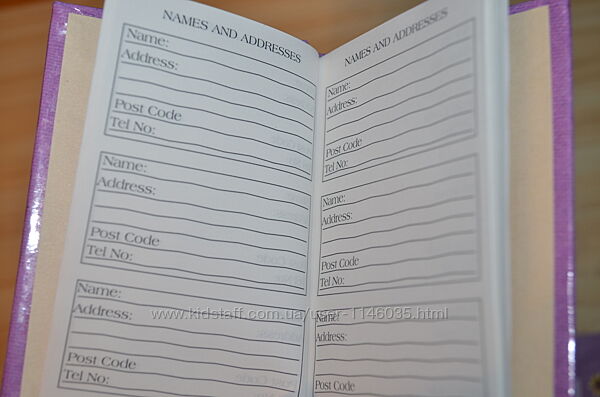 NAMES AND ADDRESSES
Name:
Address:
Post Code
Tel No:
Name:
Address:
Post Code
Tel No:
Name:
Address:
Post Code
Tel No:
NAMES AND ADDRESSES
Name:
Address:
Post Code
Tel No:
Name:
Address:
Post Code
Tel No:
Name:
Address:
Post Code
www.kidstaff.com.ua/user-1146035.html